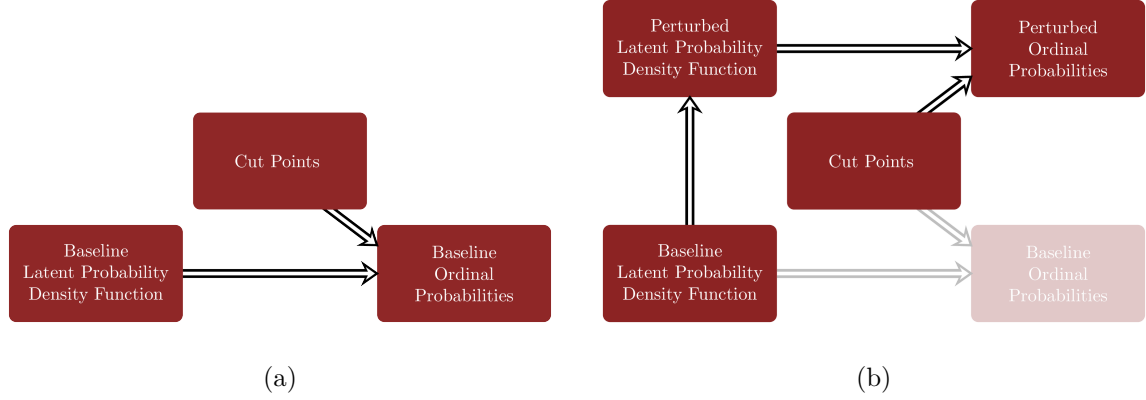 Cut Points
Baseline
Latent Probability
Density Function
Baseline
Ordinal
Probabilities
(a)
Perturbed
Latent Probability
Density Function
Perturbed
Ordinal
Probabilities
Cut Points
Baseline
Latent Probability
Density Function
Baseline
Ordinal
Probabilities
(b)